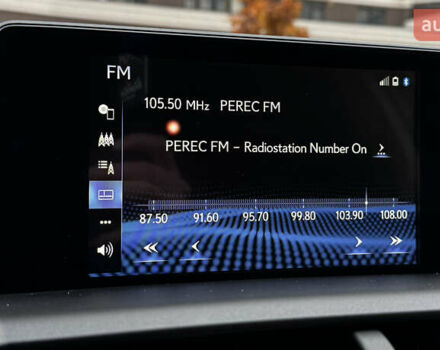 au
FM
105.50 MHz PEREC FM
PEREC FM – Radiostation Number On
87.50 91.60 95.70 99.80 103.90 108.00